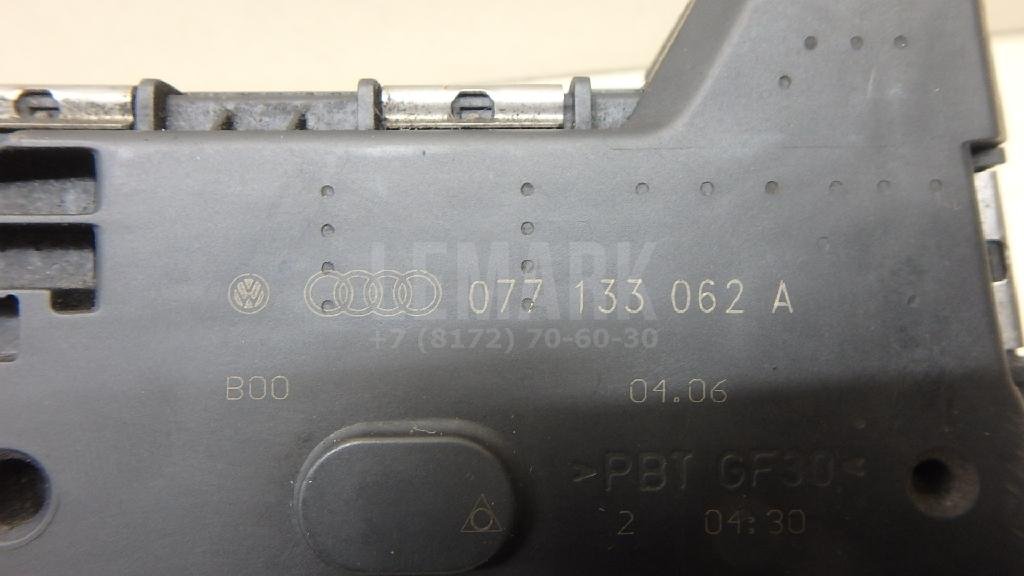 LEMARK
077 133 062 A
+7 (8172) 70-60-30
B00 04.06
>PBT GF30<
2 04:30